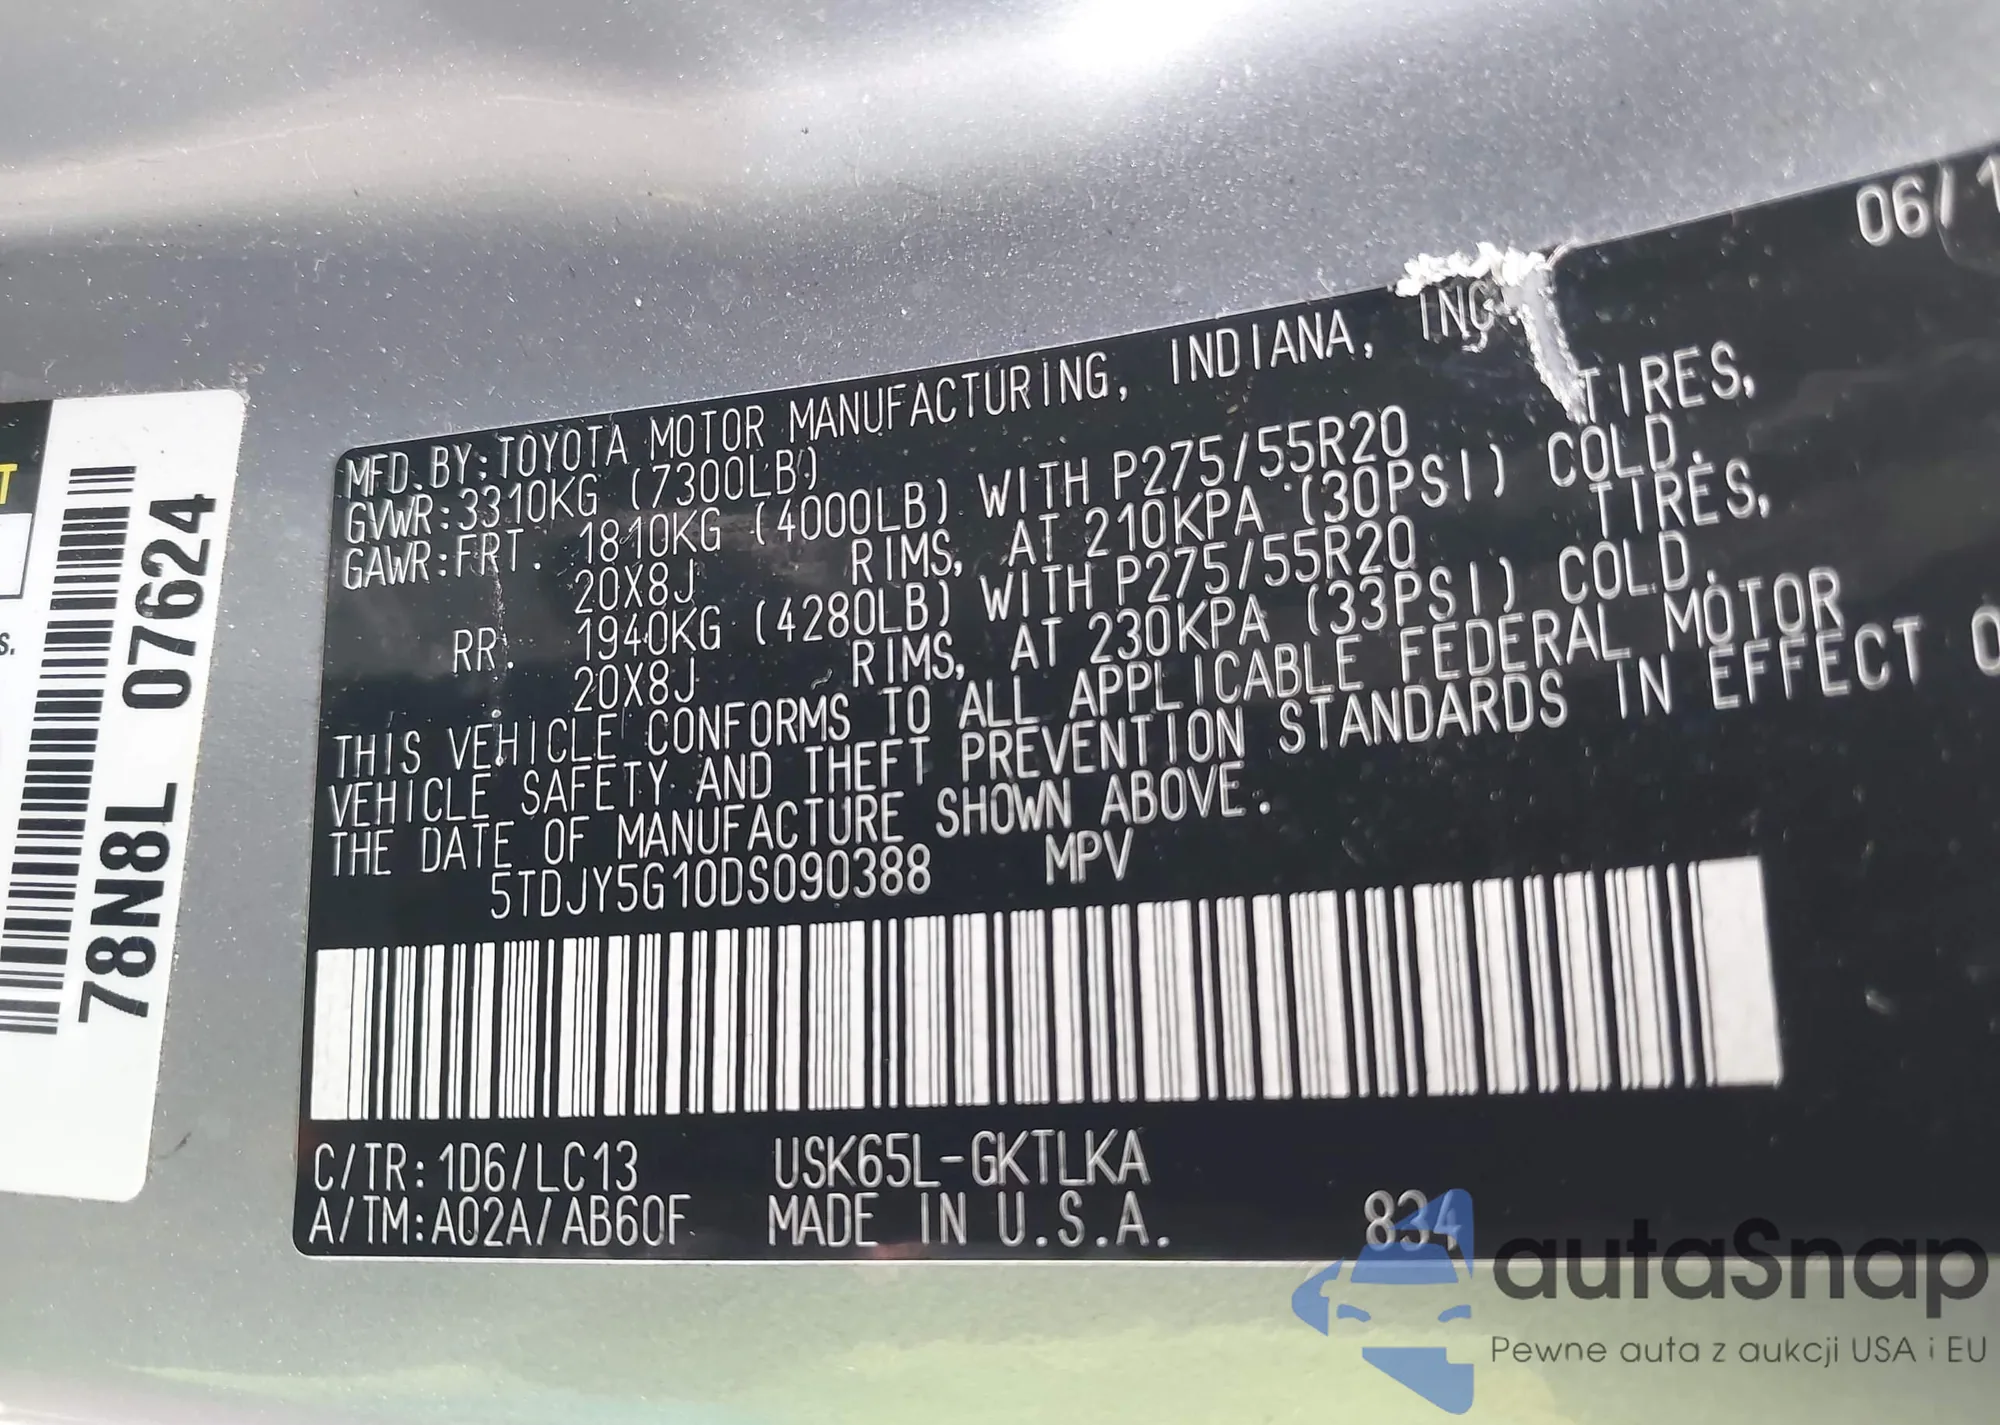 06/1
MFD. BY: TOYOTA MOTOR MANUFACTURING, INDIANA, INC.
GVWR: 3310KG (7300LB)
GAWR: FRT. 1810KG (4000LB) WITH P275/55R20 TIRES,
20X8J RIMS, AT 210KPA (30PSI) COLD.
RR. 1940KG (4280LB) WITH P275/55R20 TIRES,
20X8J RIMS, AT 230KPA (33PSI) COLD.
THIS VEHICLE CONFORMS TO ALL APPLICABLE FEDERAL MOTOR
VEHICLE SAFETY AND THEFT PREVENTION STANDARDS IN EFFECT O
THE DATE OF MANUFACTURE SHOWN ABOVE.
5TDJY5G10DS090388 MPV
C/TR: 1D6/LC13 USK65L-GKTLKA
A/TM: A02A/AB60F MADE IN U.S.A. 834
78N8L 07624
T
s.
autaSnap
Pewne auta z aukcji USA i EU